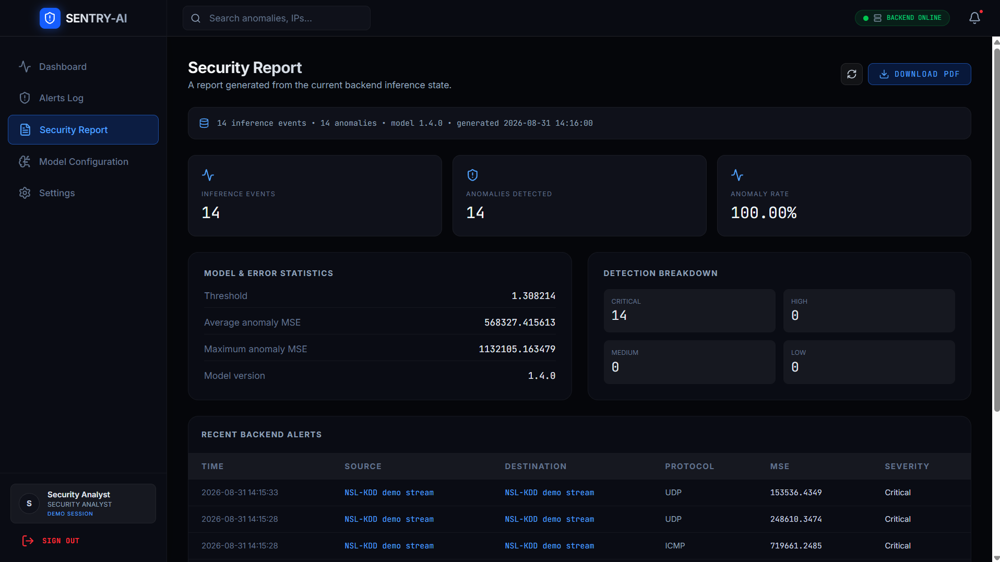 SENTRY-AI
Search anomalies, IPs...
BACKEND ONLINE
Dashboard
Alerts Log
Security Report
Model Configuration
Settings
Security Report
A report generated from the current backend inference state.
DOWNLOAD PDF
14 inference events • 14 anomalies • model 1.4.0 • generated 2026-08-31 14:16:00
INFERENCE EVENTS
14
ANOMALIES DETECTED
14
ANOMALY RATE
100.00%
MODEL & ERROR STATISTICS
Threshold 1.308214
Average anomaly MSE 568327.415613
Maximum anomaly MSE 1132105.163479
Model version 1.4.0
DETECTION BREAKDOWN
CRITICAL
14
HIGH
0
MEDIUM
0
LOW
0
RECENT BACKEND ALERTS
TIME SOURCE DESTINATION PROTOCOL MSE SEVERITY
2026-08-31 14:15:33 NSL-KDD demo stream NSL-KDD demo stream UDP 153536.4349 Critical
2026-08-31 14:15:28 NSL-KDD demo stream NSL-KDD demo stream UDP 248610.3474 Critical
2026-08-31 14:15:28 NSL-KDD demo stream NSL-KDD demo stream ICMP 719661.2485 Critical
S
Security Analyst
SECURITY ANALYST
DEMO SESSION
SIGN OUT